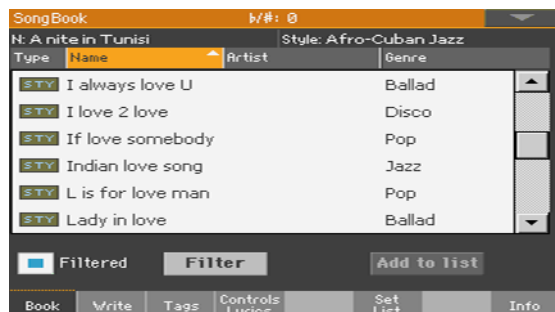 SongBook ♭/#: 0
N: A nite in Tunisi Style: Afro-Cuban Jazz
Type Name Artist Genre
STY I always love U Ballad
STY I love 2 love Disco
STY If love somebody Pop
STY Indian love song Jazz
STY L is for love man Pop
STY Lady in love Ballad
Filtered Filter Add to list
Book Write Tags Controls Lyrics Set List Info